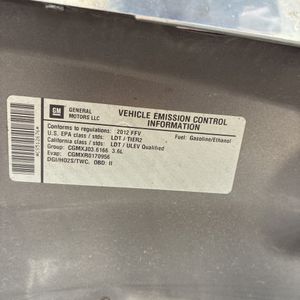 GM
GENERAL MOTORS LLC
VEHICLE EMISSION CONTROL INFORMATION
Conforms to regulations: 2012 FFV
Fuel: Gasoline/Ethanol
U.S. EPA class / stds: LDT / TIER2
California class / stds: LDT / ULEV Qualified
Group: CGMXJ03.6166 3.6L
Evap: CGMXR0170956
DGI/HO2S/TWC, OBD: II